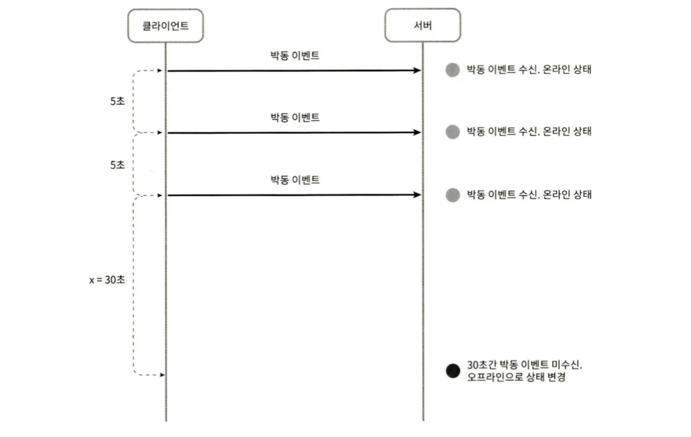 클라이언트
서버
박동 이벤트
박동 이벤트 수신. 온라인 상태
5초
박동 이벤트
박동 이벤트 수신. 온라인 상태
5초
박동 이벤트
박동 이벤트 수신. 온라인 상태
x = 30초
30초간 박동 이벤트 미수신.
오프라인으로 상태 변경